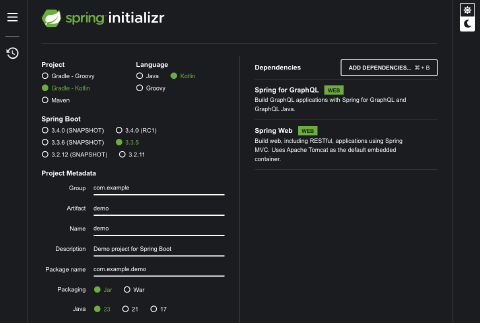 spring initializr
Project
Gradle - Groovy
Gradle - Kotlin
Maven
Language
Java
Kotlin
Groovy
Spring Boot
3.4.0 (SNAPSHOT)
3.4.0 (RC1)
3.3.6 (SNAPSHOT)
3.3.5
3.2.12 (SNAPSHOT)
3.2.11
Project Metadata
Group com.example
Artifact demo
Name demo
Description Demo project for Spring Boot
Package name com.example.demo
Packaging Jar War
Java 23 21 17
Dependencies
ADD DEPENDENCIES... ⌘ + B
Spring for GraphQL WEB
Build GraphQL applications with Spring for GraphQL and
GraphQL Java.
Spring Web WEB
Build web, including RESTful, applications using Spring
MVC. Uses Apache Tomcat as the default embedded
container.